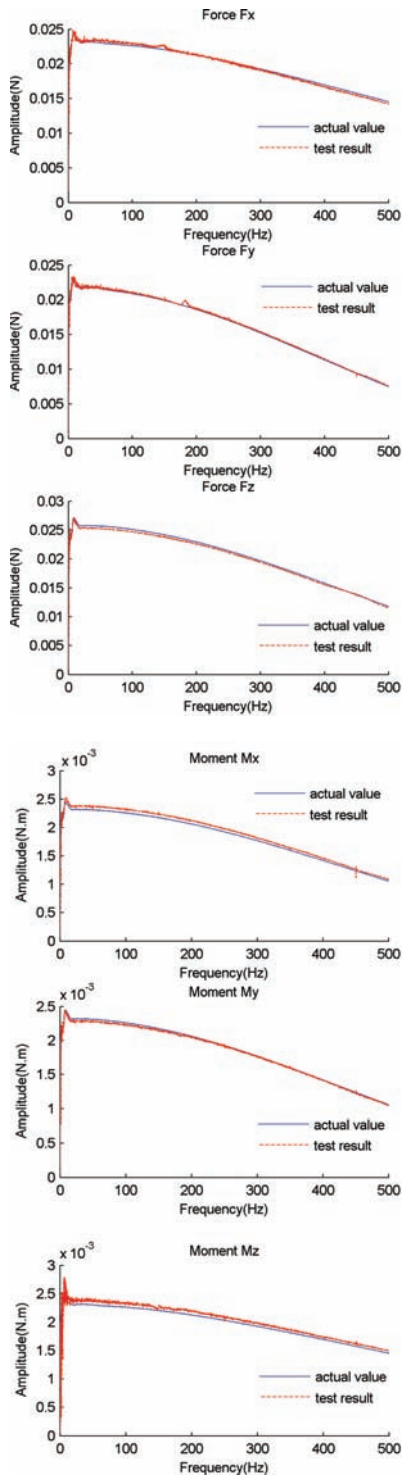 Force Fx
0.025
0.02
0.015
0.01
0.005
0
Amplitude(N)
actual value
test result
0 100 200 300 400 500
Frequency(Hz)
Force Fy
0.025
0.02
0.015
0.01
0.005
0
Amplitude(N)
actual value
test result
0 100 200 300 400 500
Frequency(Hz)
Force Fz
0.03
0.025
0.02
0.015
0.01
0.005
0
Amplitude(N)
actual value
test result
0 100 200 300 400 500
Frequency(Hz)
x 10-3
Moment Mx
3
2.5
2
1.5
1
0.5
0
Amplitude(N.m)
actual value
test result
0 100 200 300 400 500
Frequency(Hz)
x 10-3
Moment My
2.5
2
1.5
1
0.5
0
Amplitude(N.m)
actual value
test result
0 100 200 300 400 500
Frequency(Hz)
x 10-3
Moment Mz
3
2.5
2
1.5
1
0.5
0
Amplitude(N.m)
actual value
test result
0 100 200 300 400 500
Frequency(Hz)